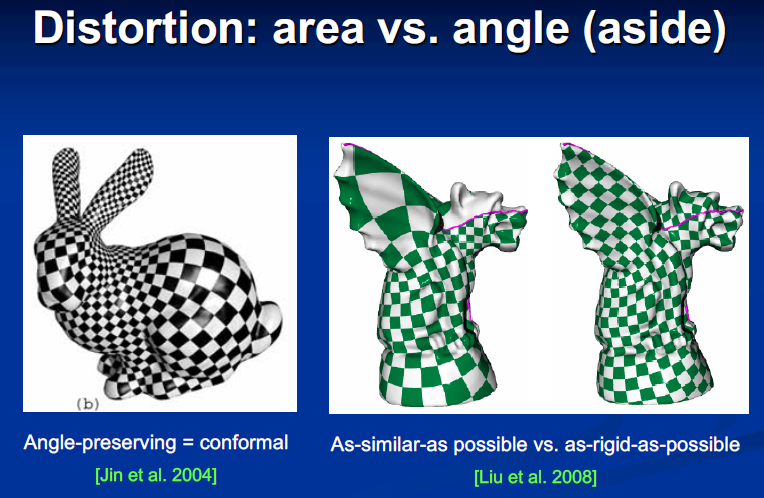 Distortion: area vs. angle (aside)
(b)
Angle-preserving = conformal
[Jin et al. 2004]
As-similar-as possible vs. as-rigid-as-possible
[Liu et al. 2008]